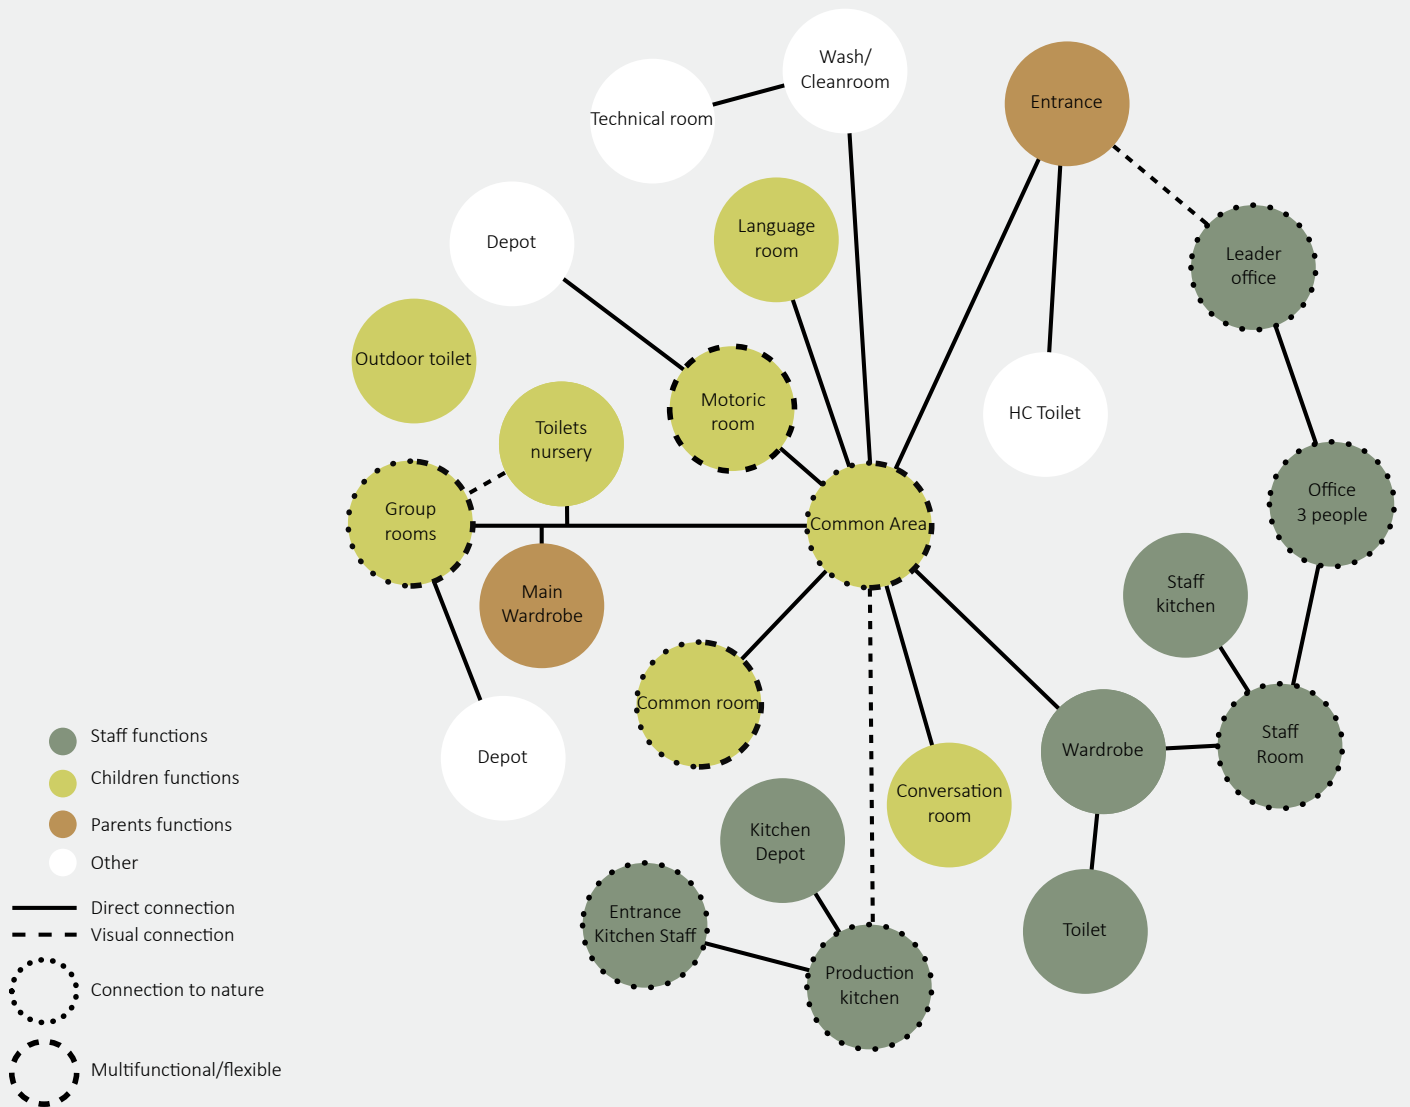 Wash/
Cleanroom
Technical room
Entrance
Language
room
Depot
Leader
office
Outdoor toilet
Motoric
room
HC Toilet
Toilets
nursery
Group
rooms
Common Area
Office
3 people
Main
Wardrobe
Staff
kitchen
Common room
Depot
Wardrobe
Staff
Room
Conversation
room
Kitchen
Depot
Entrance
Kitchen Staff
Production
kitchen
Toilet
Staff functions
Children functions
Parents functions
Other
Direct connection
Visual connection
Connection to nature
Multifunctional/flexible